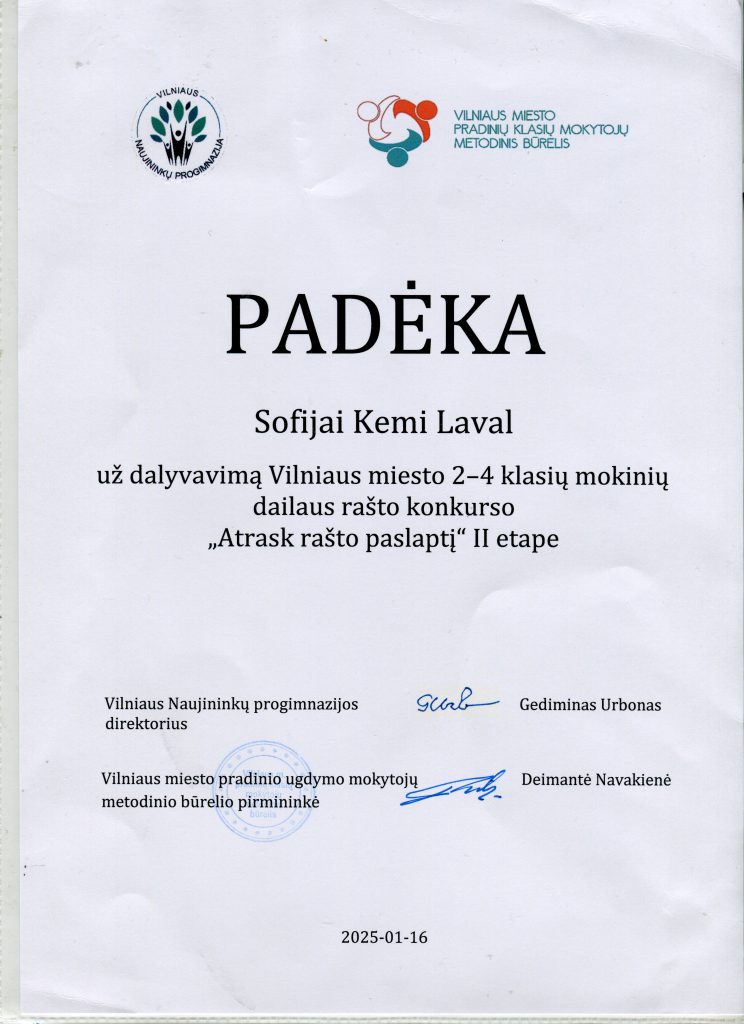 VILNIAUS
NAUJININKŲ PROGIMNAZIJA
VILNIAUS MIESTO
PRADINIŲ KLASIŲ MOKYTOJŲ
METODINIS BŪRELIS
PADĖKA
Sofijai Kemi Laval
už dalyvavimą Vilniaus miesto 2–4 klasių mokinių
dailaus rašto konkurso
„Atrask rašto paslaptį“ II etape
Vilniaus Naujininkų progimnazijos
direktorius
Gediminas Urbonas
Vilniaus miesto pradinio ugdymo mokytojų
metodinio būrelio pirmininkė
Deimantė Navakienė
būrelis
2025-01-16